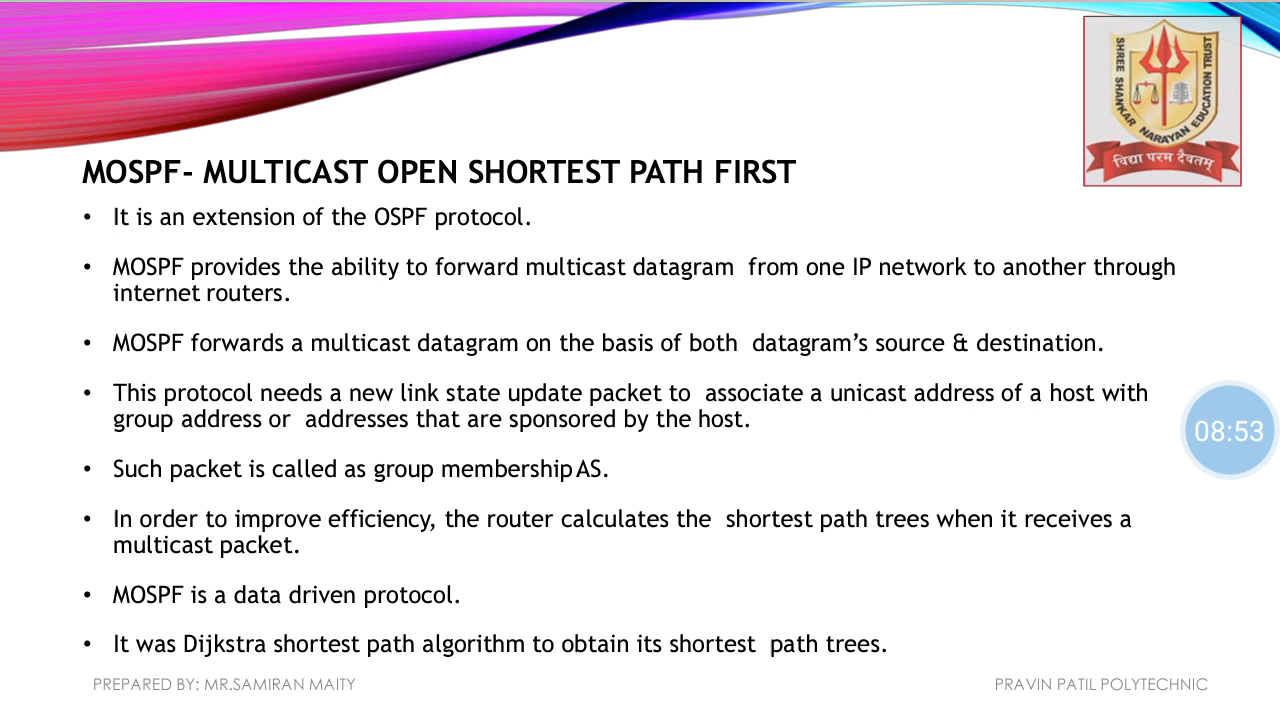 SHREE SHANKAR NARAYAN EDUCATION TRUST
विद्या परम दैवतम्
MOSPF- MULTICAST OPEN SHORTEST PATH FIRST
• It is an extension of the OSPF protocol.
• MOSPF provides the ability to forward multicast datagram from one IP network to another through
internet routers.
• MOSPF forwards a multicast datagram on the basis of both datagram’s source & destination.
• This protocol needs a new link state update packet to associate a unicast address of a host with
group address or addresses that are sponsored by the host.
08:53
• Such packet is called as group membership AS.
• In order to improve efficiency, the router calculates the shortest path trees when it receives a
multicast packet.
• MOSPF is a data driven protocol.
• It was Dijkstra shortest path algorithm to obtain its shortest path trees.
PREPARED BY: MR.SAMIRAN MAITY
PRAVIN PATIL POLYTECHNIC